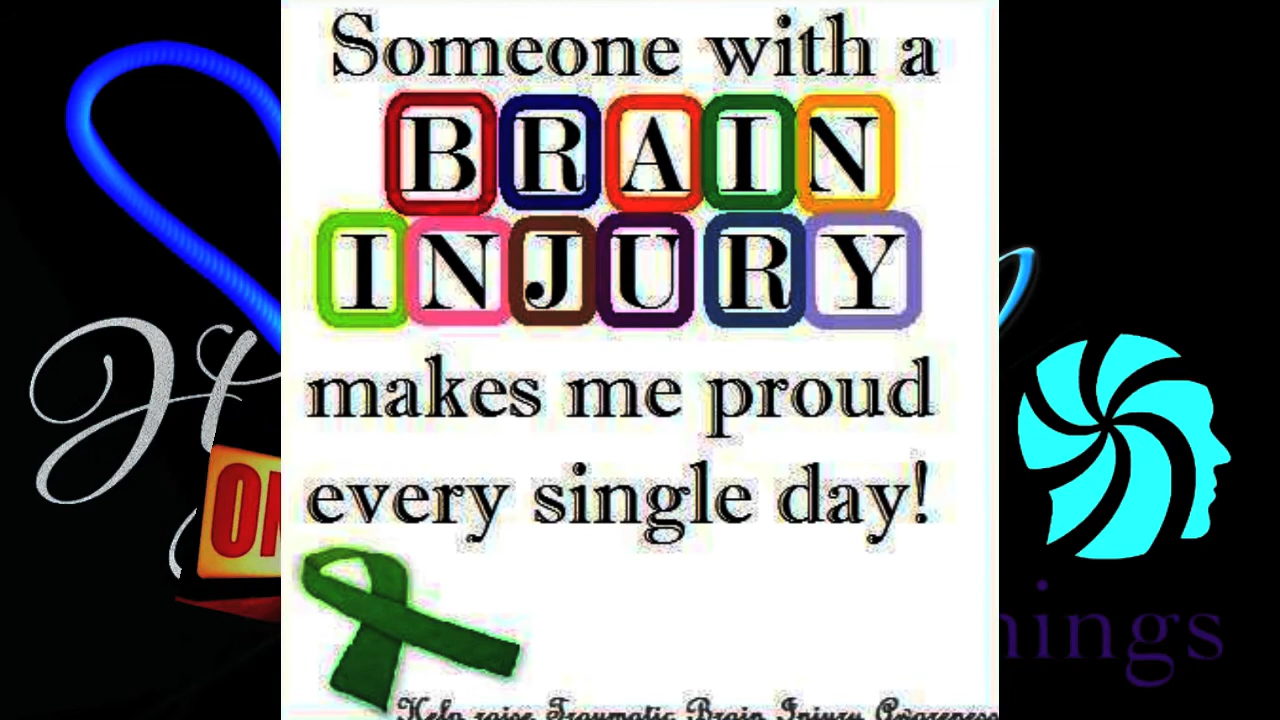 Someone with a
BRAIN
INJURY
makes me proud
every single day!
Help raise Traumatic Brain Injury Awareness